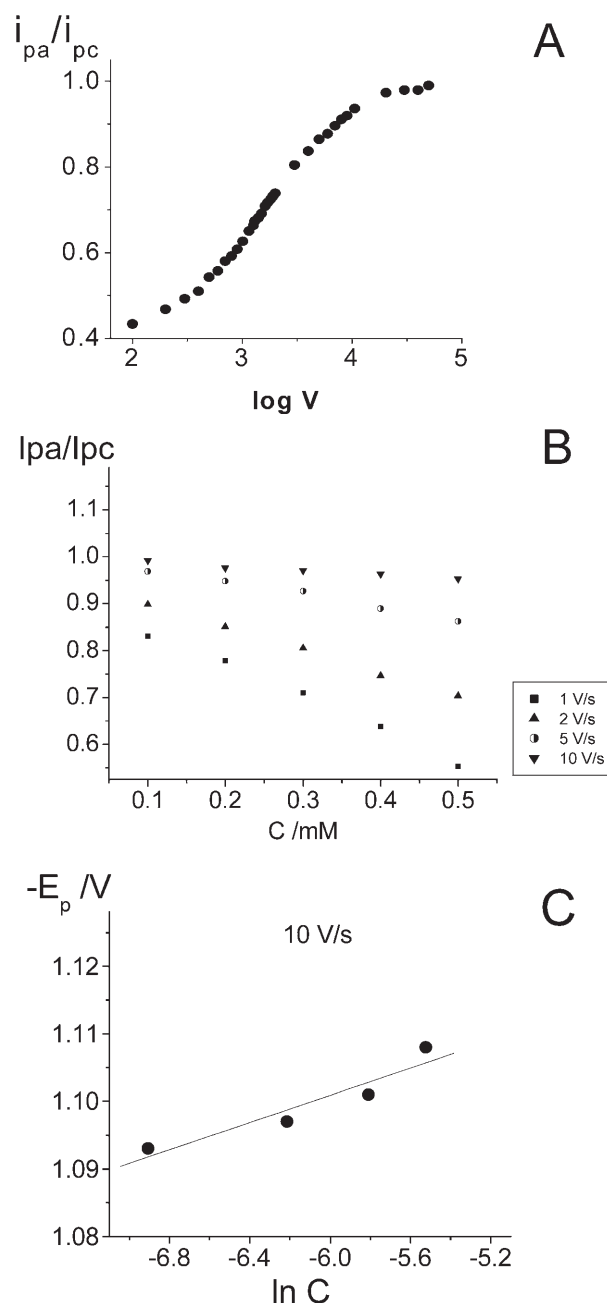 i_pa/i_pc
A
1.0
0.8
0.6
0.4
2 3 4 5
log V
Ipa/Ipc
B
1.1
1.0
0.9
0.8
0.7
0.6
1 V/s
2 V/s
5 V/s
10 V/s
0.1 0.2 0.3 0.4 0.5
C /mM
-E_p /V
C
10 V/s
1.12
1.11
1.10
1.09
1.08
-6.8 -6.4 -6.0 -5.6 -5.2
ln C